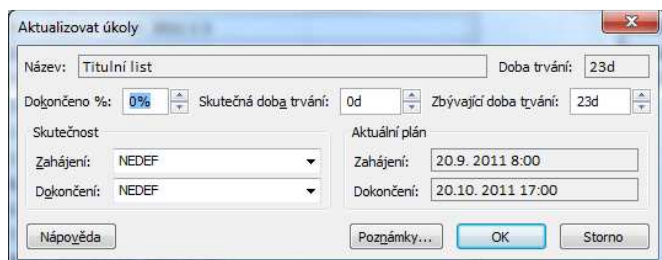 Aktualizovat úkoly
Název: Titulní list Doba trvání: 23d
Dokončeno %: 0% Skutečná doba trvání: 0d Zbývající doba trvání: 23d
Skutečnost Aktuální plán
Zahájení: NEDEF Zahájení: 20.9. 2011 8:00
Dokončení: NEDEF Dokončení: 20.10. 2011 17:00
Nápověda Poznámky... OK Storno